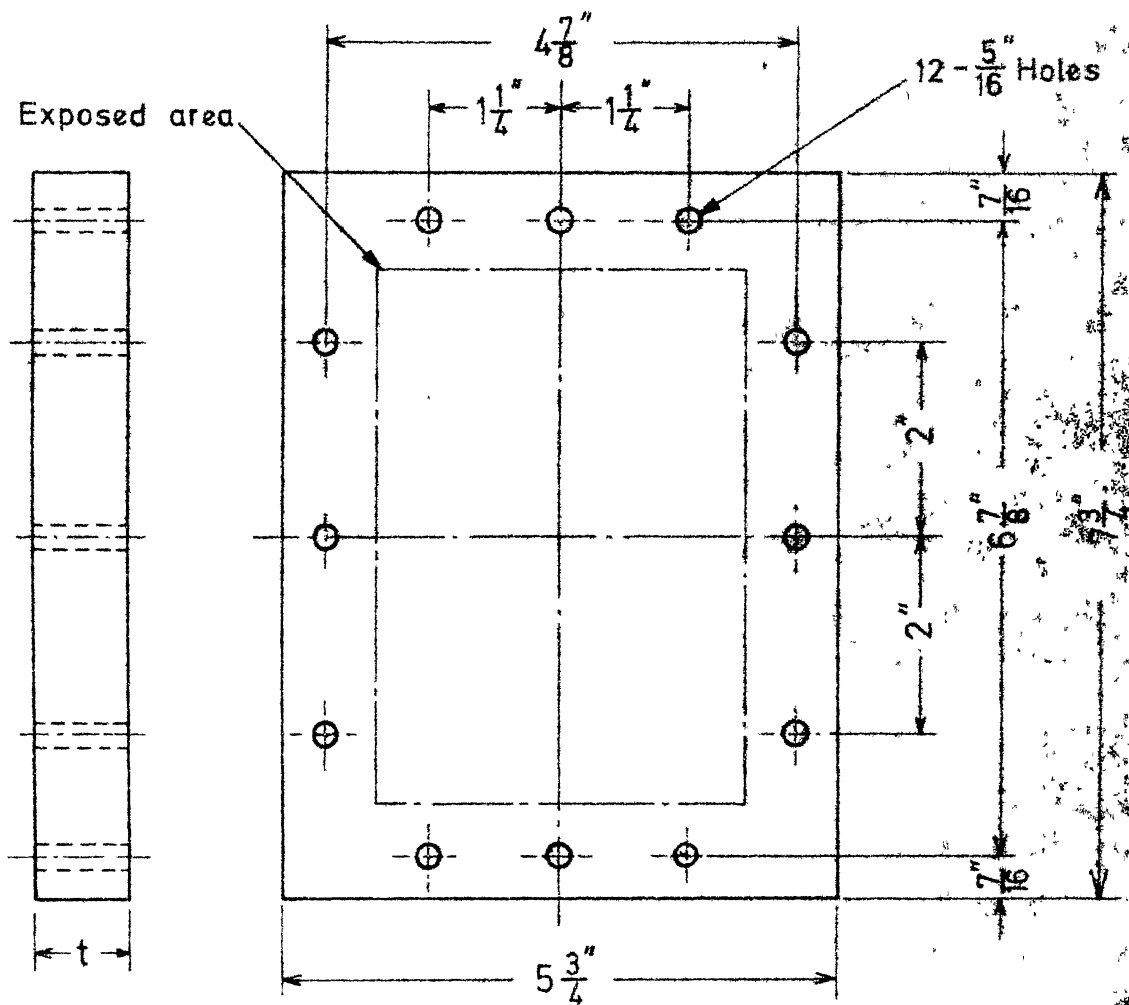 4 7/8"
12 - 5/16" Holes
1 1/4" 1 1/4"
Exposed area
7/16"
2"
6 7/8"
7 3/4"
2"
7/16"
t
5 3/4"